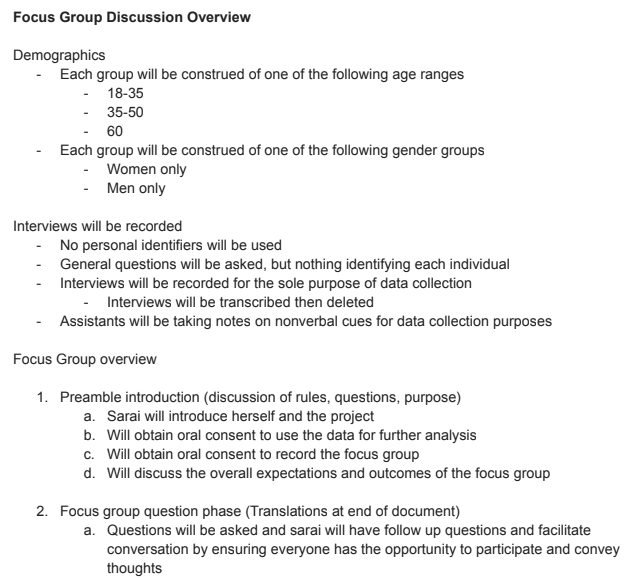 Focus Group Discussion Overview
Demographics
- Each group will be construed of one of the following age ranges
- 18-35
- 35-50
- 60
- Each group will be construed of one of the following gender groups
- Women only
- Men only
Interviews will be recorded
- No personal identifiers will be used
- General questions will be asked, but nothing identifying each individual
- Interviews will be recorded for the sole purpose of data collection
- Interviews will be transcribed then deleted
- Assistants will be taking notes on nonverbal cues for data collection purposes
Focus Group overview
1. Preamble introduction (discussion of rules, questions, purpose)
a. Sarai will introduce herself and the project
b. Will obtain oral consent to use the data for further analysis
c. Will obtain oral consent to record the focus group
d. Will discuss the overall expectations and outcomes of the focus group
2. Focus group question phase (Translations at end of document)
a. Questions will be asked and sarai will have follow up questions and facilitate
conversation by ensuring everyone has the opportunity to participate and convey
thoughts